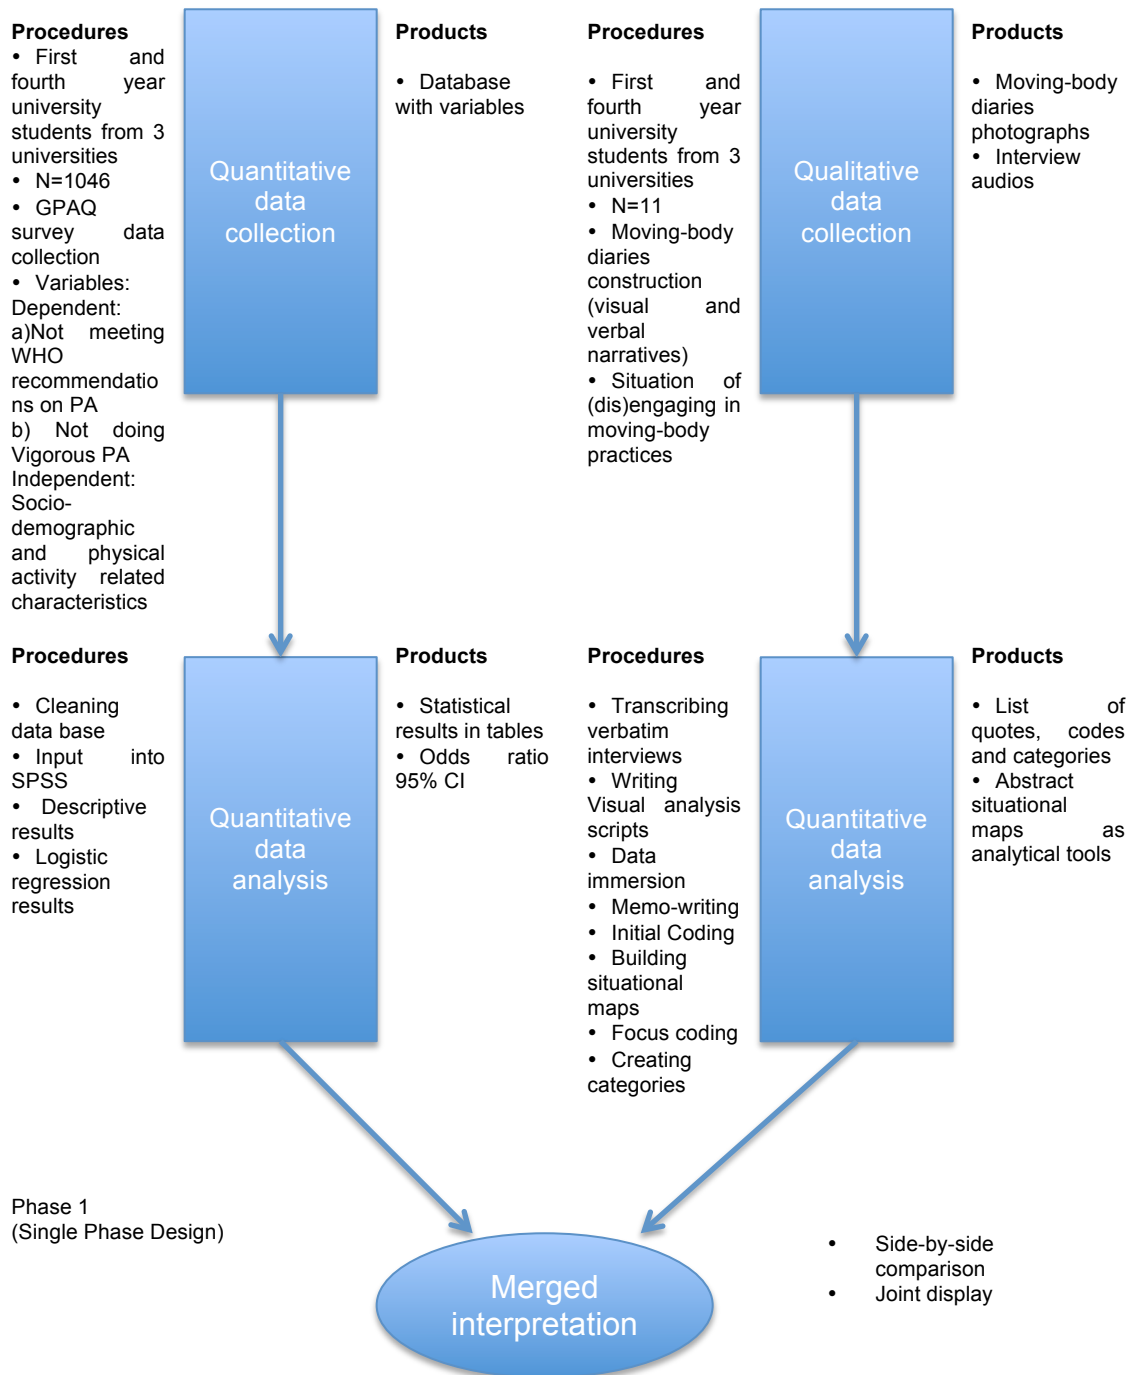 Procedures
• First and
fourth year
university
students from 3
universities
• N=1046
• GPAQ
survey data
collection
• Variables:
Dependent:
a)Not meeting
WHO
recommendatio
ns on PA
b) Not doing
Vigorous PA
Independent:
Socio-
demographic
and physical
activity related
characteristics
Quantitative
data
collection
Products
• Database
with variables
Procedures
• First and
fourth year
university
students from 3
universities
• N=11
• Moving-body
diaries
construction
(visual and
verbal
narratives)
• Situation of
(dis)engaging in
moving-body
practices
Qualitative
data
collection
Products
• Moving-body
diaries
photographs
• Interview
audios
Procedures
• Cleaning
data base
• Input into
SPSS
• Descriptive
results
• Logistic
regression
results
Quantitative
data
analysis
Products
• Statistical
results in tables
• Odds ratio
95% CI
Procedures
• Transcribing
verbatim
interviews
• Writing
Visual analysis
scripts
• Data
immersion
• Memo-writing
• Initial Coding
• Building
situational
maps
• Focus coding
• Creating
categories
Quantitative
data
analysis
Products
• List of
quotes, codes
and categories
• Abstract
situational
maps as
analytical tools
Phase 1
(Single Phase Design)
Merged
interpretation
• Side-by-side
comparison
• Joint display